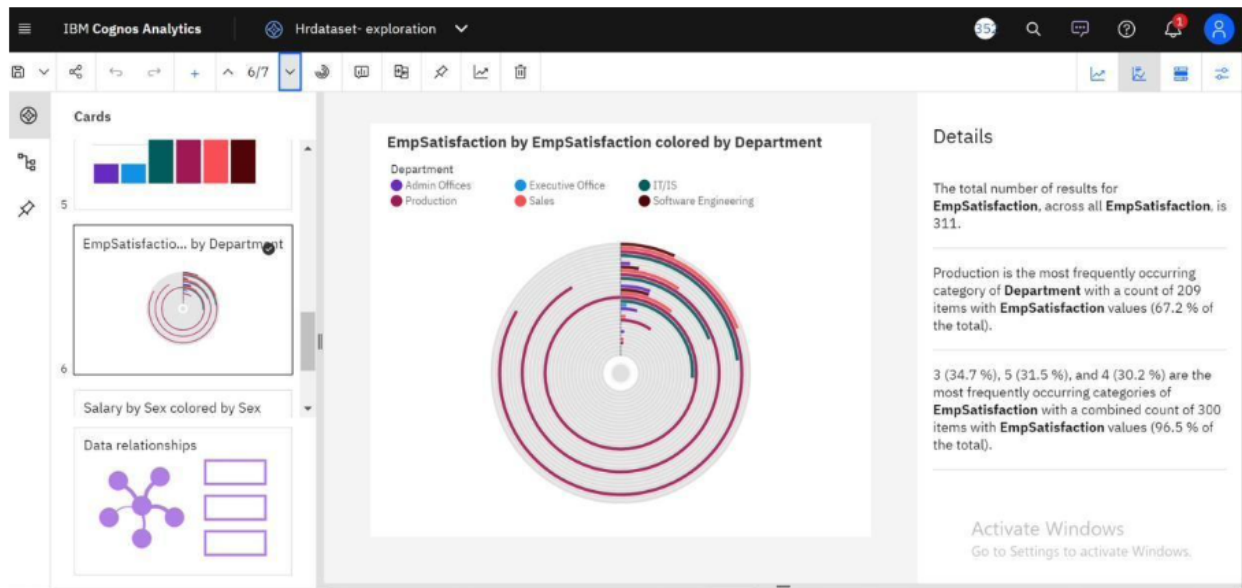 IBM Cognos Analytics
Hrdataset- exploration
352
1
6/7
Cards
5
EmpSatisfactio... by Department
6
Salary by Sex colored by Sex
Data relationships
EmpSatisfaction by EmpSatisfaction colored by Department
Department
Admin Offices Executive Office IT/IS
Production Sales Software Engineering
Details
The total number of results for
EmpSatisfaction, across all EmpSatisfaction, is
311.
Production is the most frequently occurring
category of Department with a count of 209
items with EmpSatisfaction values (67.2 % of
the total).
3 (34.7 %), 5 (31.5 %), and 4 (30.2 %) are the
most frequently occurring categories of
EmpSatisfaction with a combined count of 300
items with EmpSatisfaction values (96.5 % of
the total).
Activate Windows
Go to Settings to activate Windows.